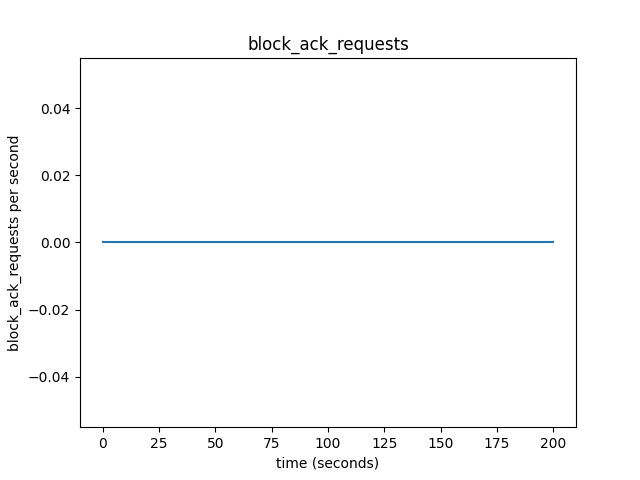 block_ack_requests
block_ack_requests per second
0.04
0.02
0.00
−0.02
−0.04
0 25 50 75 100 125 150 175 200
time (seconds)